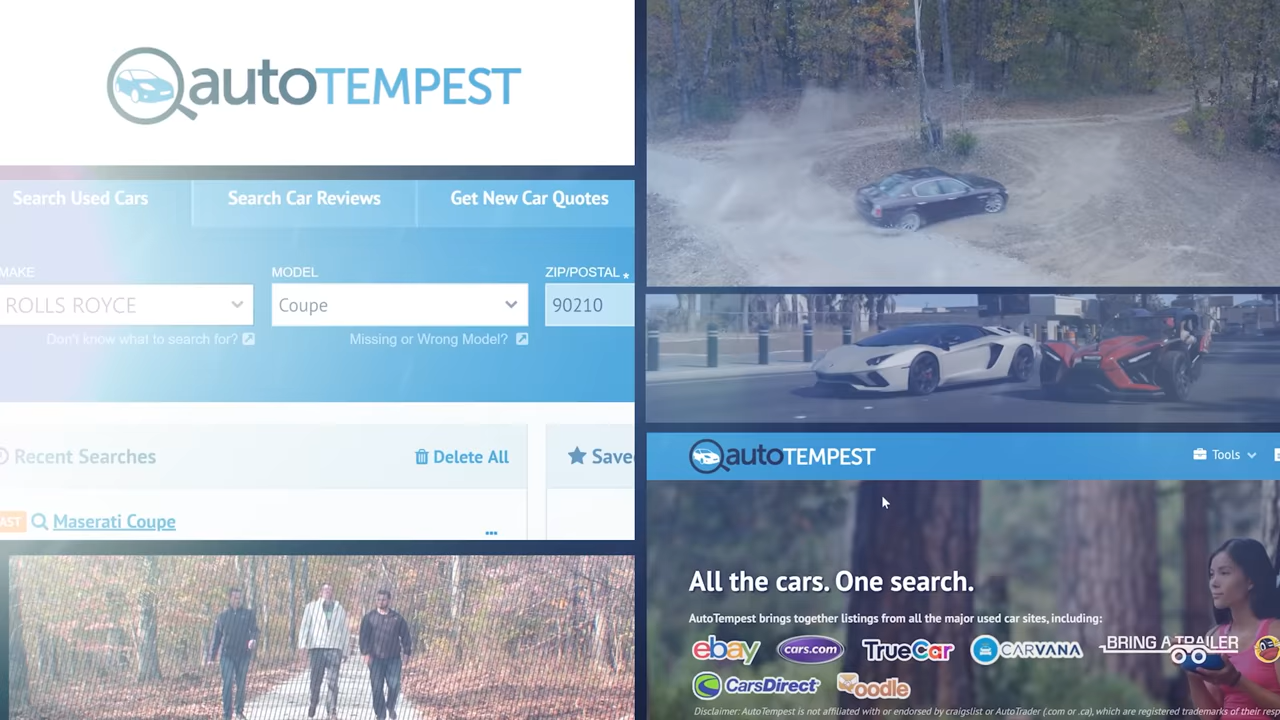 autoTEMPEST
Search Used Cars
Search Car Reviews
Get New Car Quotes
MAKE
MODEL
ZIP/POSTAL *
ROLLS ROYCE
Coupe
90210
Don't know what to search for?
Missing or Wrong Model?
Recent Searches
Delete All
Save
AST
Maserati Coupe
...
autoTEMPEST
Tools
All the cars. One search.
AutoTempest brings together listings from all the major used car sites, including:
ebay cars.com TrueCar CARVANA BRING A TRAILER
CarsDirect oodle
Disclaimer: AutoTempest is not affiliated with or endorsed by craigslist or AutoTrader (.com or .ca), which are registered trademarks of their resp